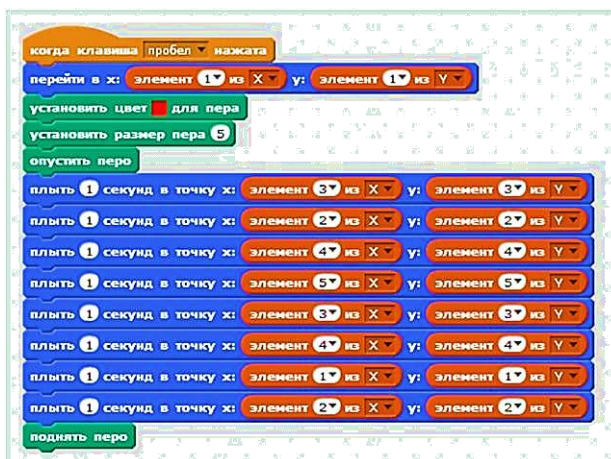 когда клавиша пробел нажата
перейти в x: элемент 1 из X y: элемент 1 из Y
установить цвет для пера
установить размер пера 5
опустить перо
плыть 1 секунд в точку x: элемент 3 из X y: элемент 3 из Y
плыть 1 секунд в точку x: элемент 2 из X y: элемент 2 из Y
плыть 1 секунд в точку x: элемент 4 из X y: элемент 4 из Y
плыть 1 секунд в точку x: элемент 5 из X y: элемент 5 из Y
плыть 1 секунд в точку x: элемент 3 из X y: элемент 3 из Y
плыть 1 секунд в точку x: элемент 4 из X y: элемент 4 из Y
плыть 1 секунд в точку x: элемент 1 из X y: элемент 1 из Y
плыть 1 секунд в точку x: элемент 2 из X y: элемент 2 из Y
поднять перо